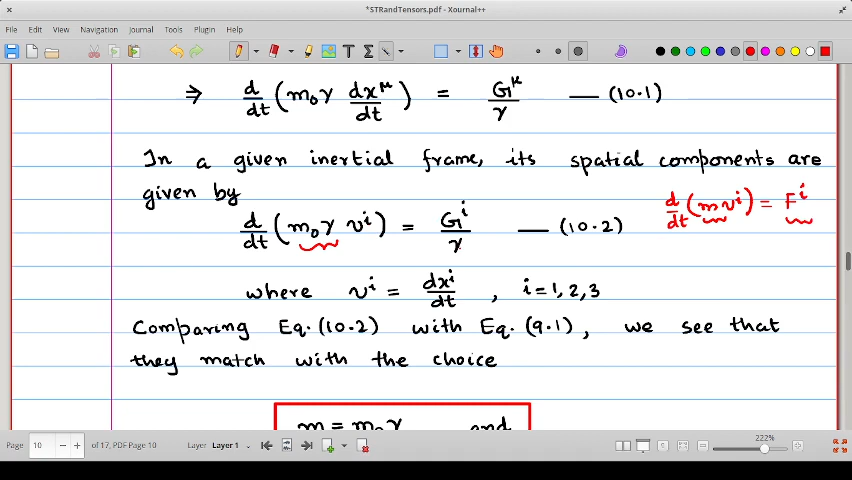 *STRandTensors.pdf - Xournal++
File Edit View Navigation Journal Tools Plugin Help
⇒ d/dt (m₀γ dx^μ/dt) = G^μ/γ — (10.1)
In a given inertial frame, its spatial components are
given by
d/dt (m v^i) = F^i
d/dt (m₀γ v^i) = G^i/γ — (10.2)
where v^i = dx^i/dt , i=1,2,3
Comparing Eq.(10.2) with Eq.(9.1), we see that
they match with the choice
m = m₀γ and
Page 10 of 17, PDF Page 10 Layer Layer 1 222%